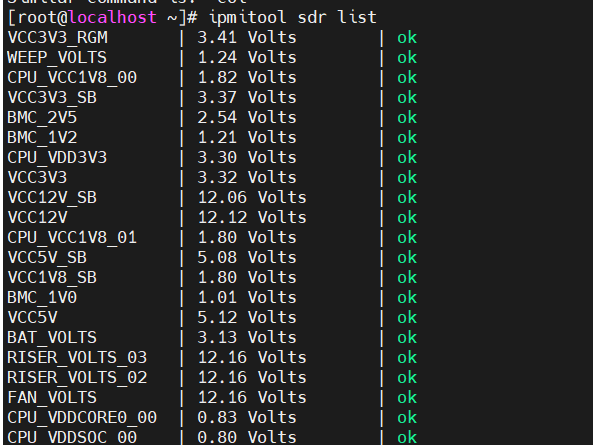 [root@localhost ~]# ipmitool sdr list
VCC3V3_RGM       | 3.41 Volts        | ok
WEEP_VOLTS       | 1.24 Volts        | ok
CPU_VCC1V8_00    | 1.82 Volts        | ok
VCC3V3_SB        | 3.37 Volts        | ok
BMC_2V5          | 2.54 Volts        | ok
BMC_1V2          | 1.21 Volts        | ok
CPU_VDD3V3       | 3.30 Volts        | ok
VCC3V3           | 3.32 Volts        | ok
VCC12V_SB        | 12.06 Volts       | ok
VCC12V           | 12.12 Volts       | ok
CPU_VCC1V8_01    | 1.80 Volts        | ok
VCC5V_SB         | 5.08 Volts        | ok
VCC1V8_SB        | 1.80 Volts        | ok
BMC_1V0          | 1.01 Volts        | ok
VCC5V            | 5.12 Volts        | ok
BAT_VOLTS        | 3.13 Volts        | ok
RISER_VOLTS_03   | 12.16 Volts       | ok
RISER_VOLTS_02   | 12.16 Volts       | ok
FAN_VOLTS        | 12.16 Volts       | ok
CPU_VDDCORE0_00  | 0.83 Volts        | ok
CPU_VDDSOC_00    | 0.80 Volts        | ok